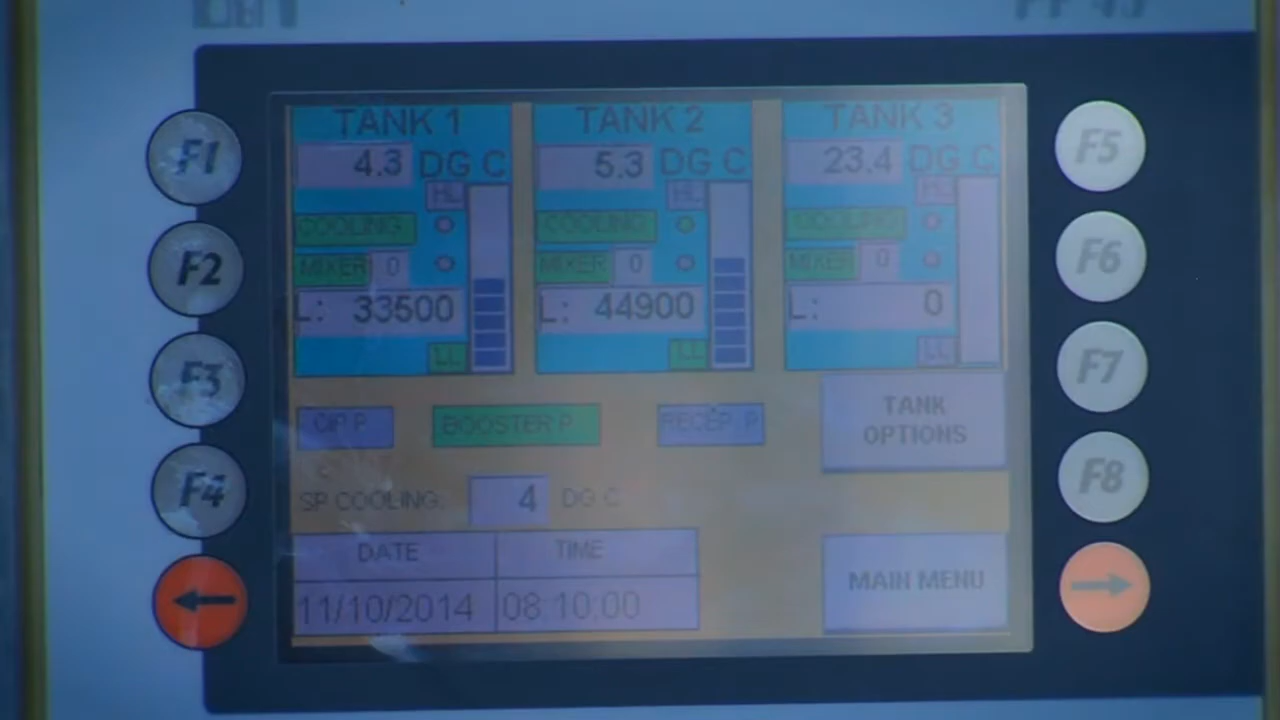 TANK 1 TANK 2 TANK 3
4.3 DG C 5.3 DG C 23.4 DG C
HL HL HL
COOLING COOLING COOLING
MIXER 0 MIXER 0 MIXER 0
L: 33500 L: 44900 L: 0
LL LL LL
CIP P BOOSTER P RECEP. P
TANK
OPTIONS
SP COOLING: 4 DG C
DATE TIME
11/10/2014 08:10:00
MAIN MENU
F1
F2
F3
F4
F5
F6
F7
F8